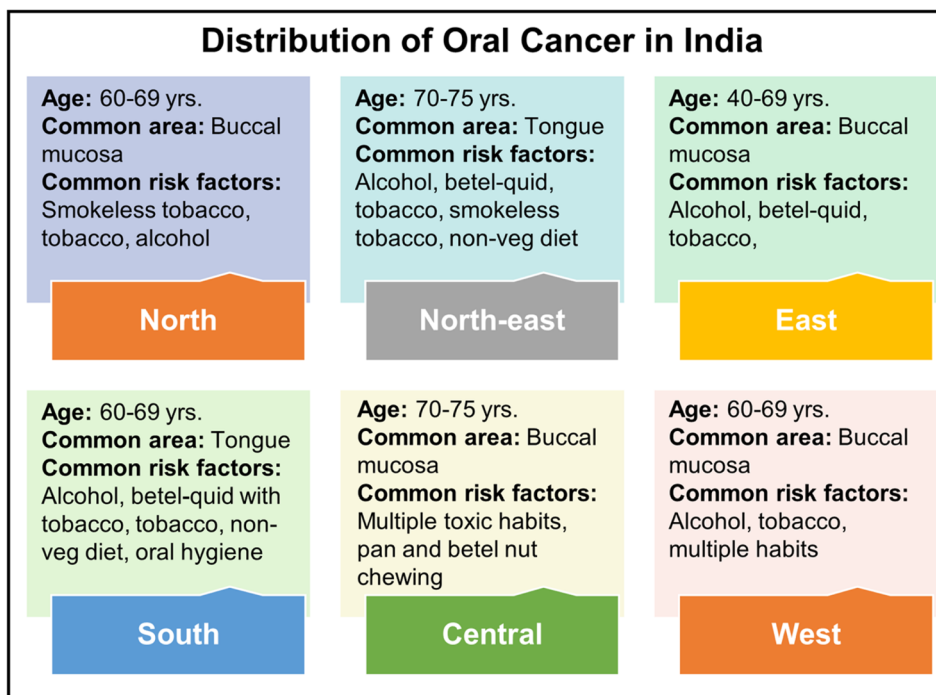 Distribution of Oral Cancer in India
Age: 60-69 yrs.
Common area: Buccal
mucosa
Common risk factors:
Smokeless tobacco,
tobacco, alcohol
North
Age: 70-75 yrs.
Common area: Tongue
Common risk factors:
Alcohol, betel-quid,
tobacco, smokeless
tobacco, non-veg diet
North-east
Age: 40-69 yrs.
Common area: Buccal
mucosa
Common risk factors:
Alcohol, betel-quid,
tobacco,
East
Age: 60-69 yrs.
Common area: Tongue
Common risk factors:
Alcohol, betel-quid with
tobacco, tobacco, non-
veg diet, oral hygiene
South
Age: 70-75 yrs.
Common area: Buccal
mucosa
Common risk factors:
Multiple toxic habits,
pan and betel nut
chewing
Central
Age: 60-69 yrs.
Common area: Buccal
mucosa
Common risk factors:
Alcohol, tobacco,
multiple habits
West